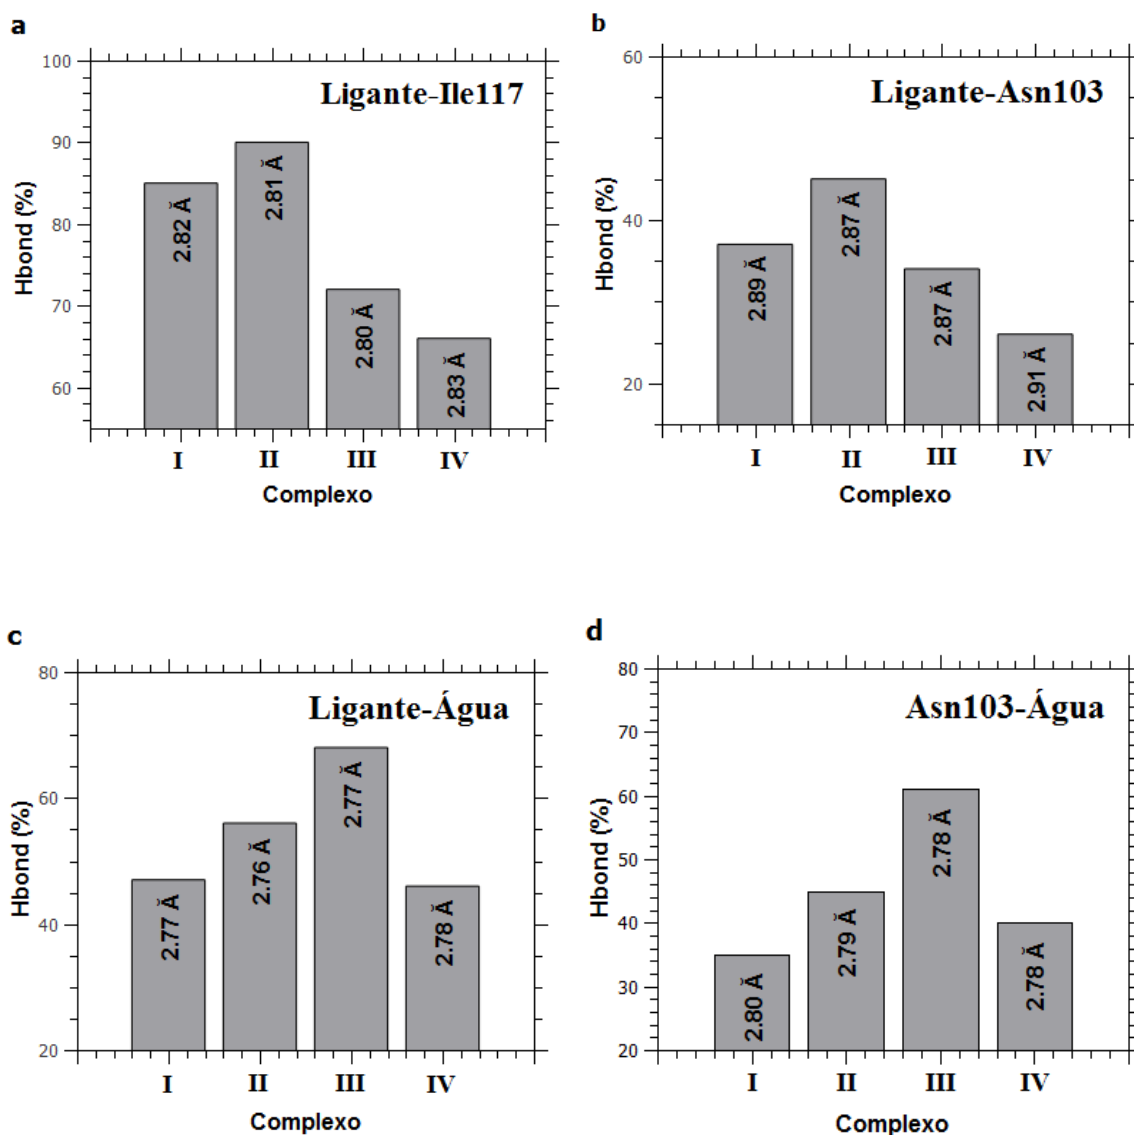 a
Ligante-Ile117
Hbond (%)
100
90
80
70
60
2.82 Å
2.81 Å
2.80 Å
2.83 Å
I II III IV
Complexo
b
Ligante-Asn103
Hbond (%)
60
40
20
2.89 Å
2.87 Å
2.87 Å
2.91 Å
I II III IV
Complexo
c
Ligante-Água
Hbond (%)
80
60
40
20
2.77 Å
2.76 Å
2.77 Å
2.78 Å
I II III IV
Complexo
d
Asn103-Água
Hbond (%)
80
70
60
50
40
30
20
2.80 Å
2.79 Å
2.78 Å
2.78 Å
I II III IV
Complexo